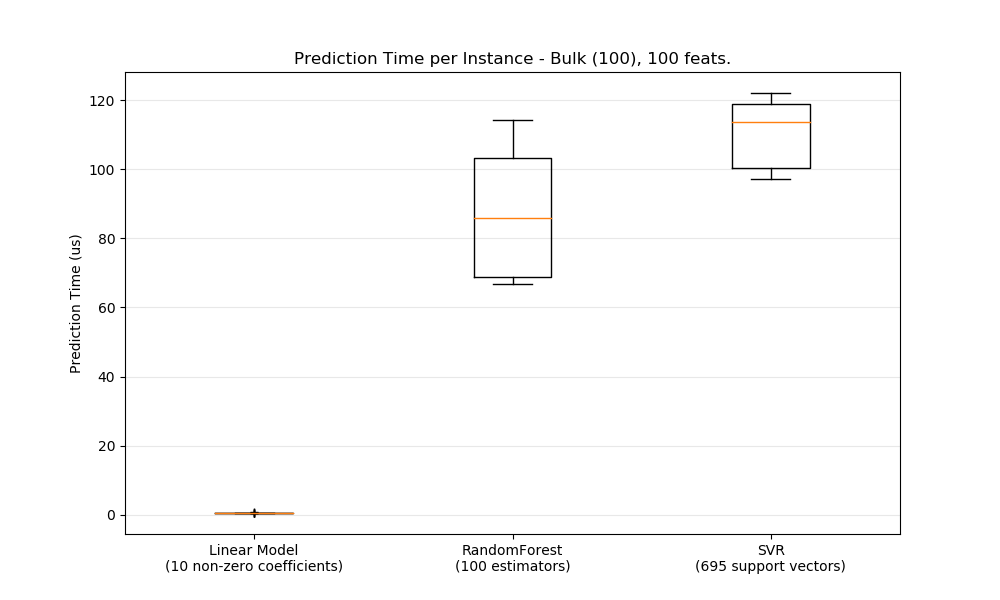 Prediction Time per Instance - Bulk (100), 100 feats.
Prediction Time (us)
120
100
80
60
40
20
0
Linear Model
(10 non-zero coefficients)
RandomForest
(100 estimators)
SVR
(695 support vectors)